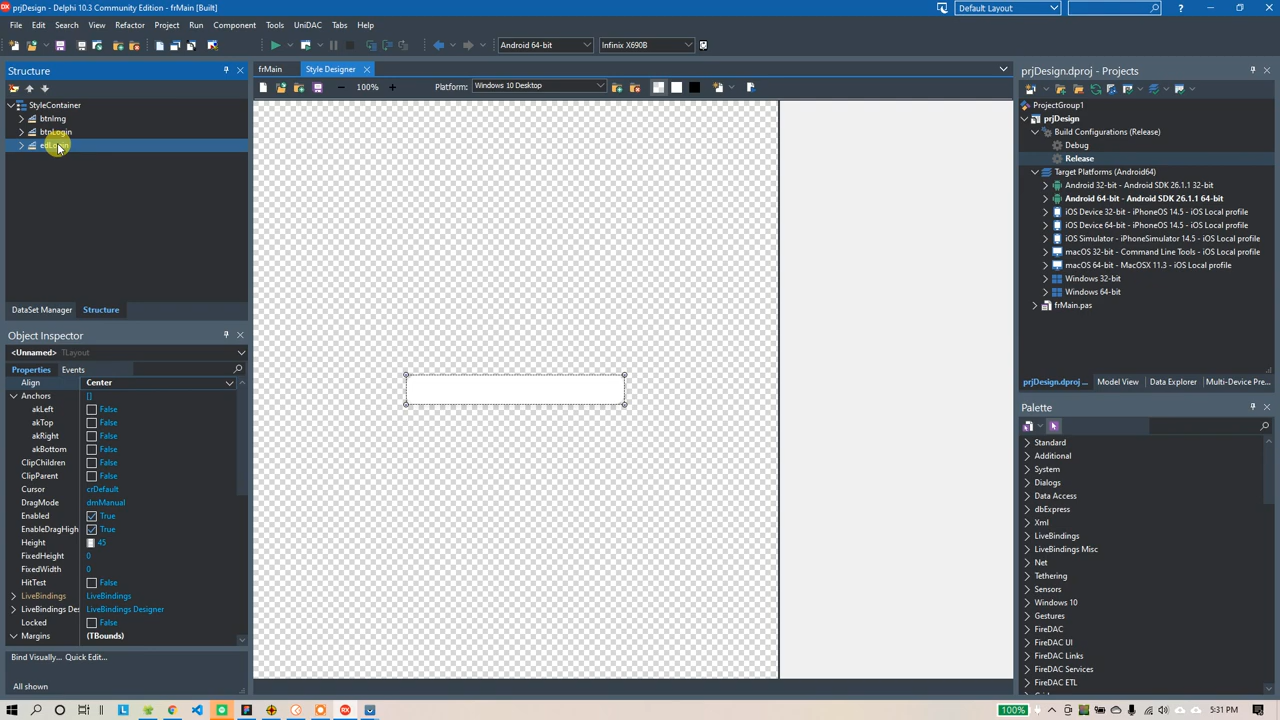 prjDesign - Delphi 10.3 Community Edition - frMain [Built]
Default Layout
File Edit Search View Refactor Project Run Component Tools UniDAC Tabs Help
Android 64-bit
Infinix X690B
Structure
StyleContainer
btnImg
btnLogin
edLogin
DataSet Manager
Structure
Object Inspector
<Unnamed> TLayout
Properties
Events
Align Center
Anchors []
akLeft False
akTop False
akRight False
akBottom False
ClipChildren False
ClipParent False
Cursor crDefault
DragMode dmManual
Enabled True
EnableDragHigh True
Height 45
FixedHeight 0
FixedWidth 0
HitTest False
LiveBindings LiveBindings
LiveBindings Des LiveBindings Designer
Locked False
Margins (TBounds)
Bind Visually... Quick Edit...
All shown
frMain
Style Designer
100%
Platform:
Windows 10 Desktop
prjDesign.dproj - Projects
ProjectGroup1
prjDesign
Build Configurations (Release)
Debug
Release
Target Platforms (Android64)
Android 32-bit - Android SDK 26.1.1 32-bit
Android 64-bit - Android SDK 26.1.1 64-bit
iOS Device 32-bit - iPhoneOS 14.5 - iOS Local profile
iOS Device 64-bit - iPhoneOS 14.5 - iOS Local profile
iOS Simulator - iPhoneSimulator 14.5 - iOS Local profile
macOS 32-bit - Command Line Tools - iOS Local profile
macOS 64-bit - MacOSX 11.3 - iOS Local profile
Windows 32-bit
Windows 64-bit
frMain.pas
prjDesign.dproj ...
Model View
Data Explorer
Multi-Device Pre...
Palette
Standard
Additional
System
Dialogs
Data Access
dbExpress
Xml
LiveBindings
LiveBindings Misc
Net
Tethering
Sensors
Windows 10
Gestures
FireDAC
FireDAC UI
FireDAC Links
FireDAC Services
FireDAC ETL
100%
5:31 PM